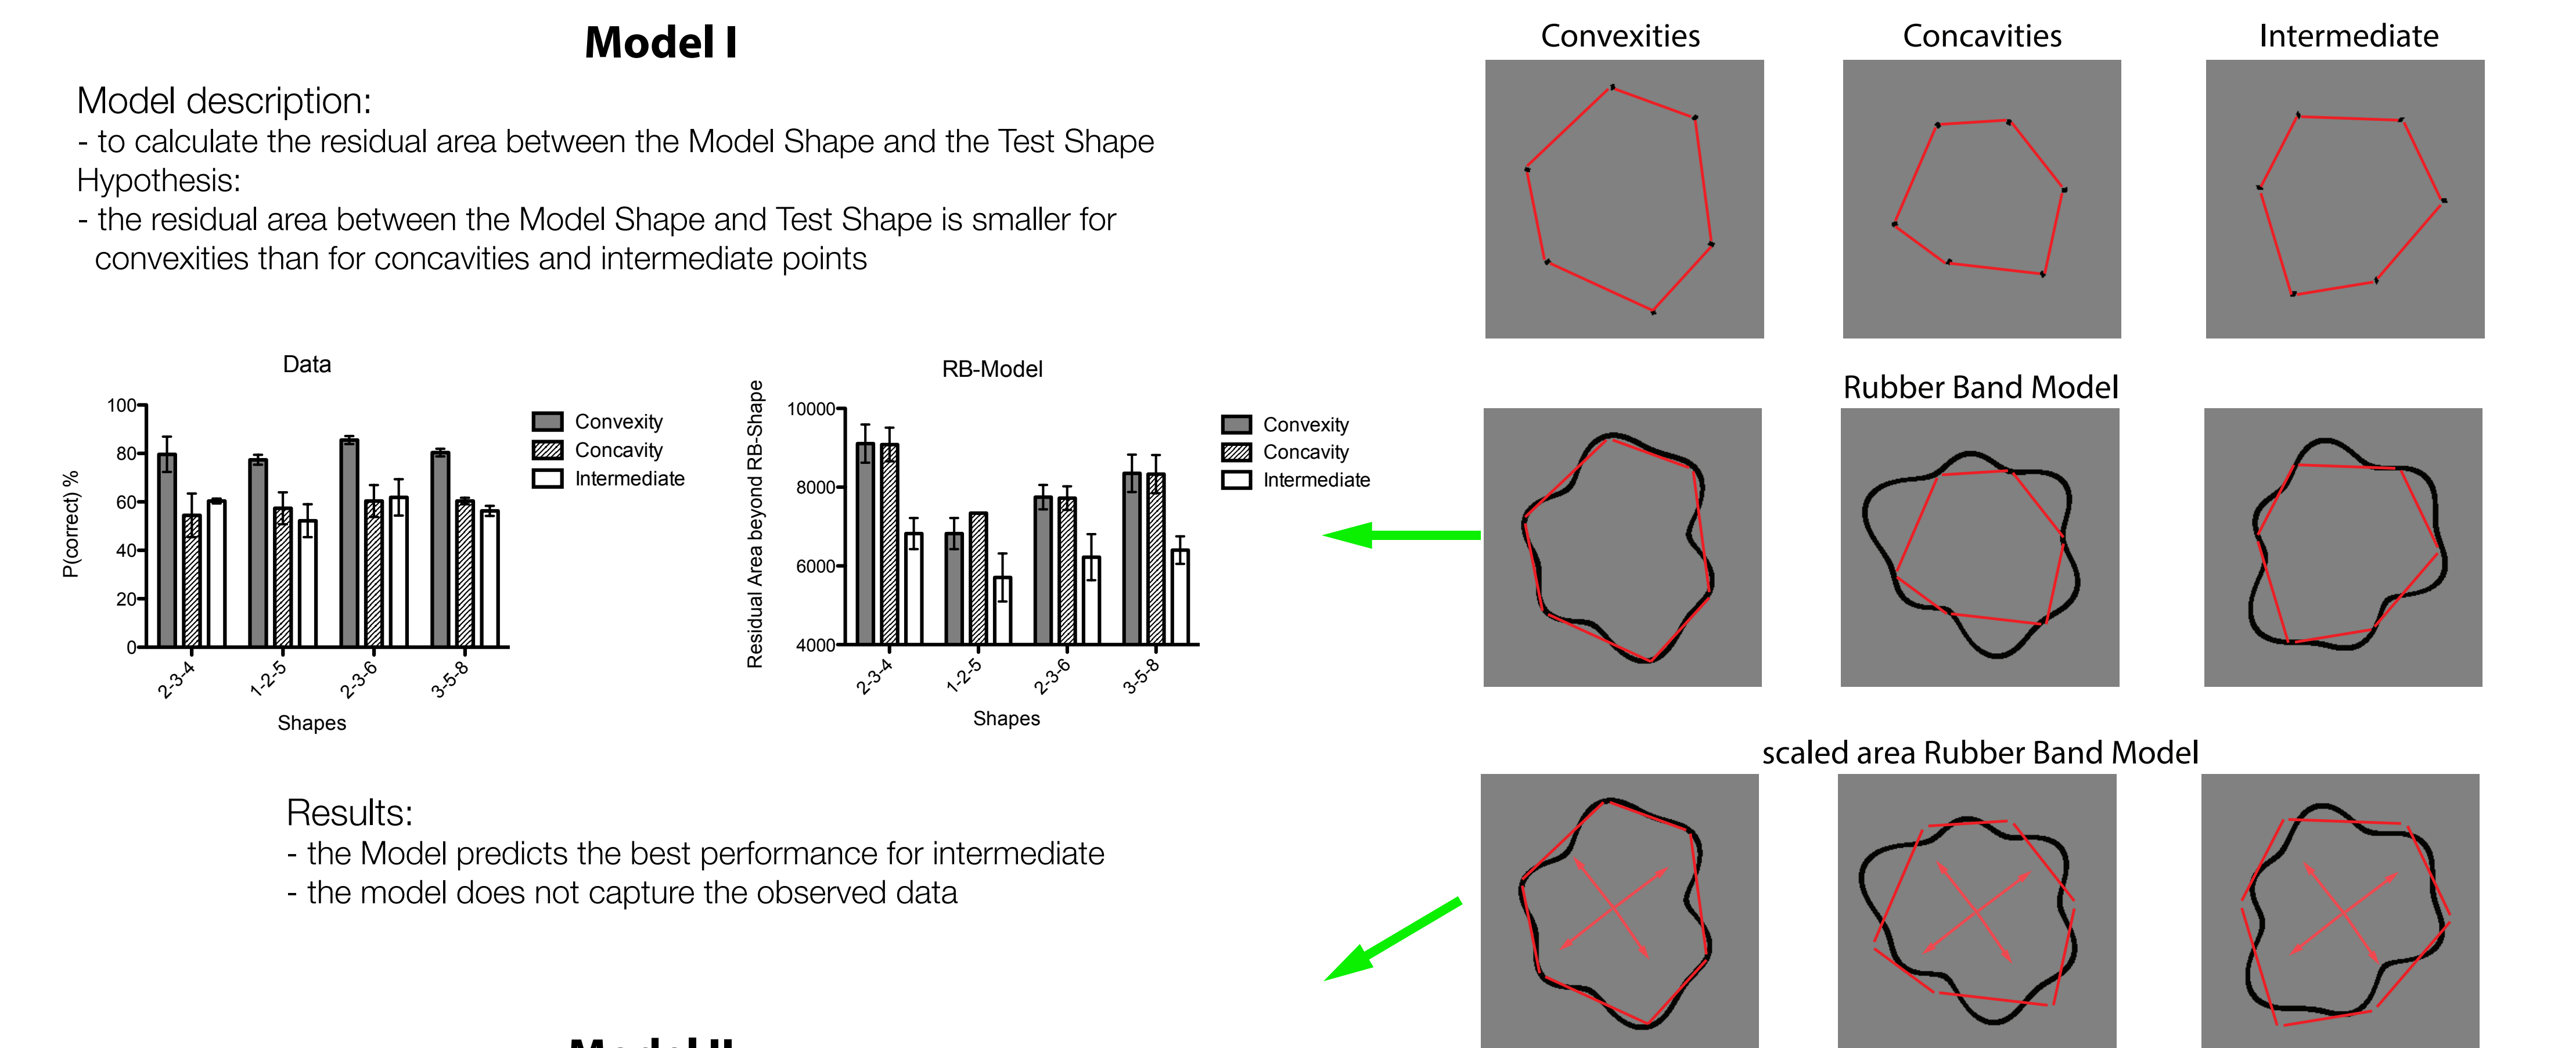 Model I
Model description:
- to calculate the residual area between the Model Shape and the Test Shape
Hypothesis:
- the residual area between the Model Shape and Test Shape is smaller for
convexities than for concavities and intermediate points
Data
100
80
60
40
20
0
P(correct) %
2-3-4
1-2-5
2-3-6
3-5-8
Shapes
Convexity
Concavity
Intermediate
RB-Model
10000
8000
6000
4000
Residual Area beyond RB-Shape
2-3-4
1-2-5
2-3-6
3-5-8
Shapes
Convexity
Concavity
Intermediate
Results:
- the Model predicts the best performance for intermediate
- the model does not capture the observed data
Convexities
Concavities
Intermediate
Rubber Band Model
scaled area Rubber Band Model
Model II